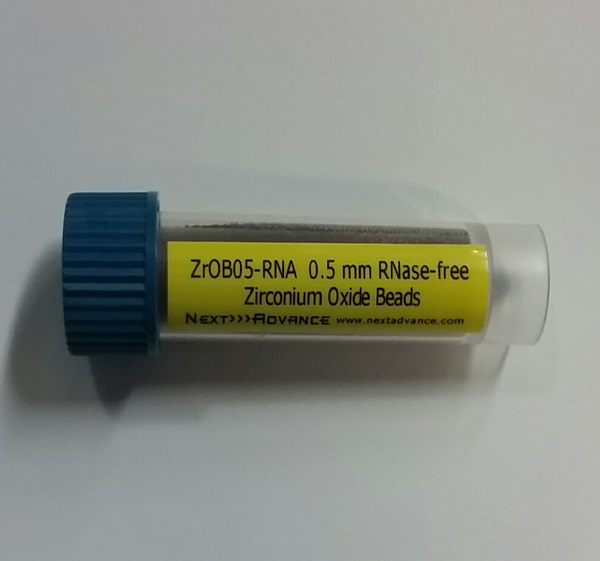 ZrOB05-RNA 0.5 mm RNase-free
Zirconium Oxide Beads
NEXT>>>ADVANCE www.nextadvance.com